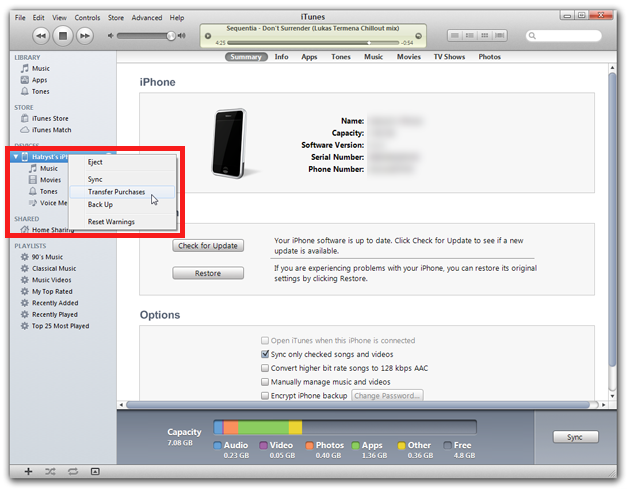 iTunes
File Edit View Controls Store Advanced Help
Sequentia - Don't Surrender (Lukas Termena Chillout mix)
4:25 -0:54
LIBRARY
Music
Apps
Tones
STORE
iTunes Store
iTunes Match
DEVICES
Hatryst's iPh
Music
Movies
Tones
Voice Me
SHARED
Home Sharing
PLAYLISTS
90's Music
Classical Music
Music Videos
My Top Rated
Recently Added
Recently Played
Top 25 Most Played
Eject
Sync
Transfer Purchases
Back Up
Reset Warnings
Summary Info Apps Tones Music Movies TV Shows Photos
iPhone
Name:
Capacity:
Software Version:
Serial Number:
Phone Number:
Check for Update
Your iPhone software is up to date. Click Check for Update to see if a new
update is available.
Restore
If you are experiencing problems with your iPhone, you can restore its original
settings by clicking Restore.
Options
Open iTunes when this iPhone is connected
Sync only checked songs and videos
Convert higher bit rate songs to 128 kbps AAC
Manually manage music and videos
Encrypt iPhone backup Change Password...
Capacity
7.08 GB
Audio Video Photos Apps Other Free
0.23 GB 0.05 GB 0.40 GB 1.36 GB 0.36 GB 4.8 GB
Sync